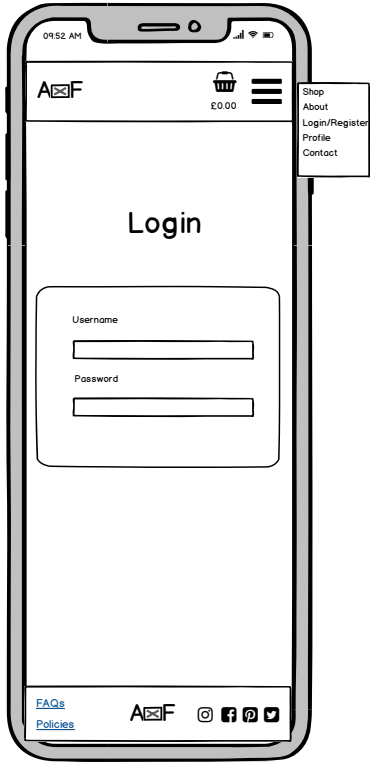 09:52 AM
A F
£0.00
Shop
About
Login/Register
Profile
Contact
Login
Username
Password
FAQs
Policies
A F